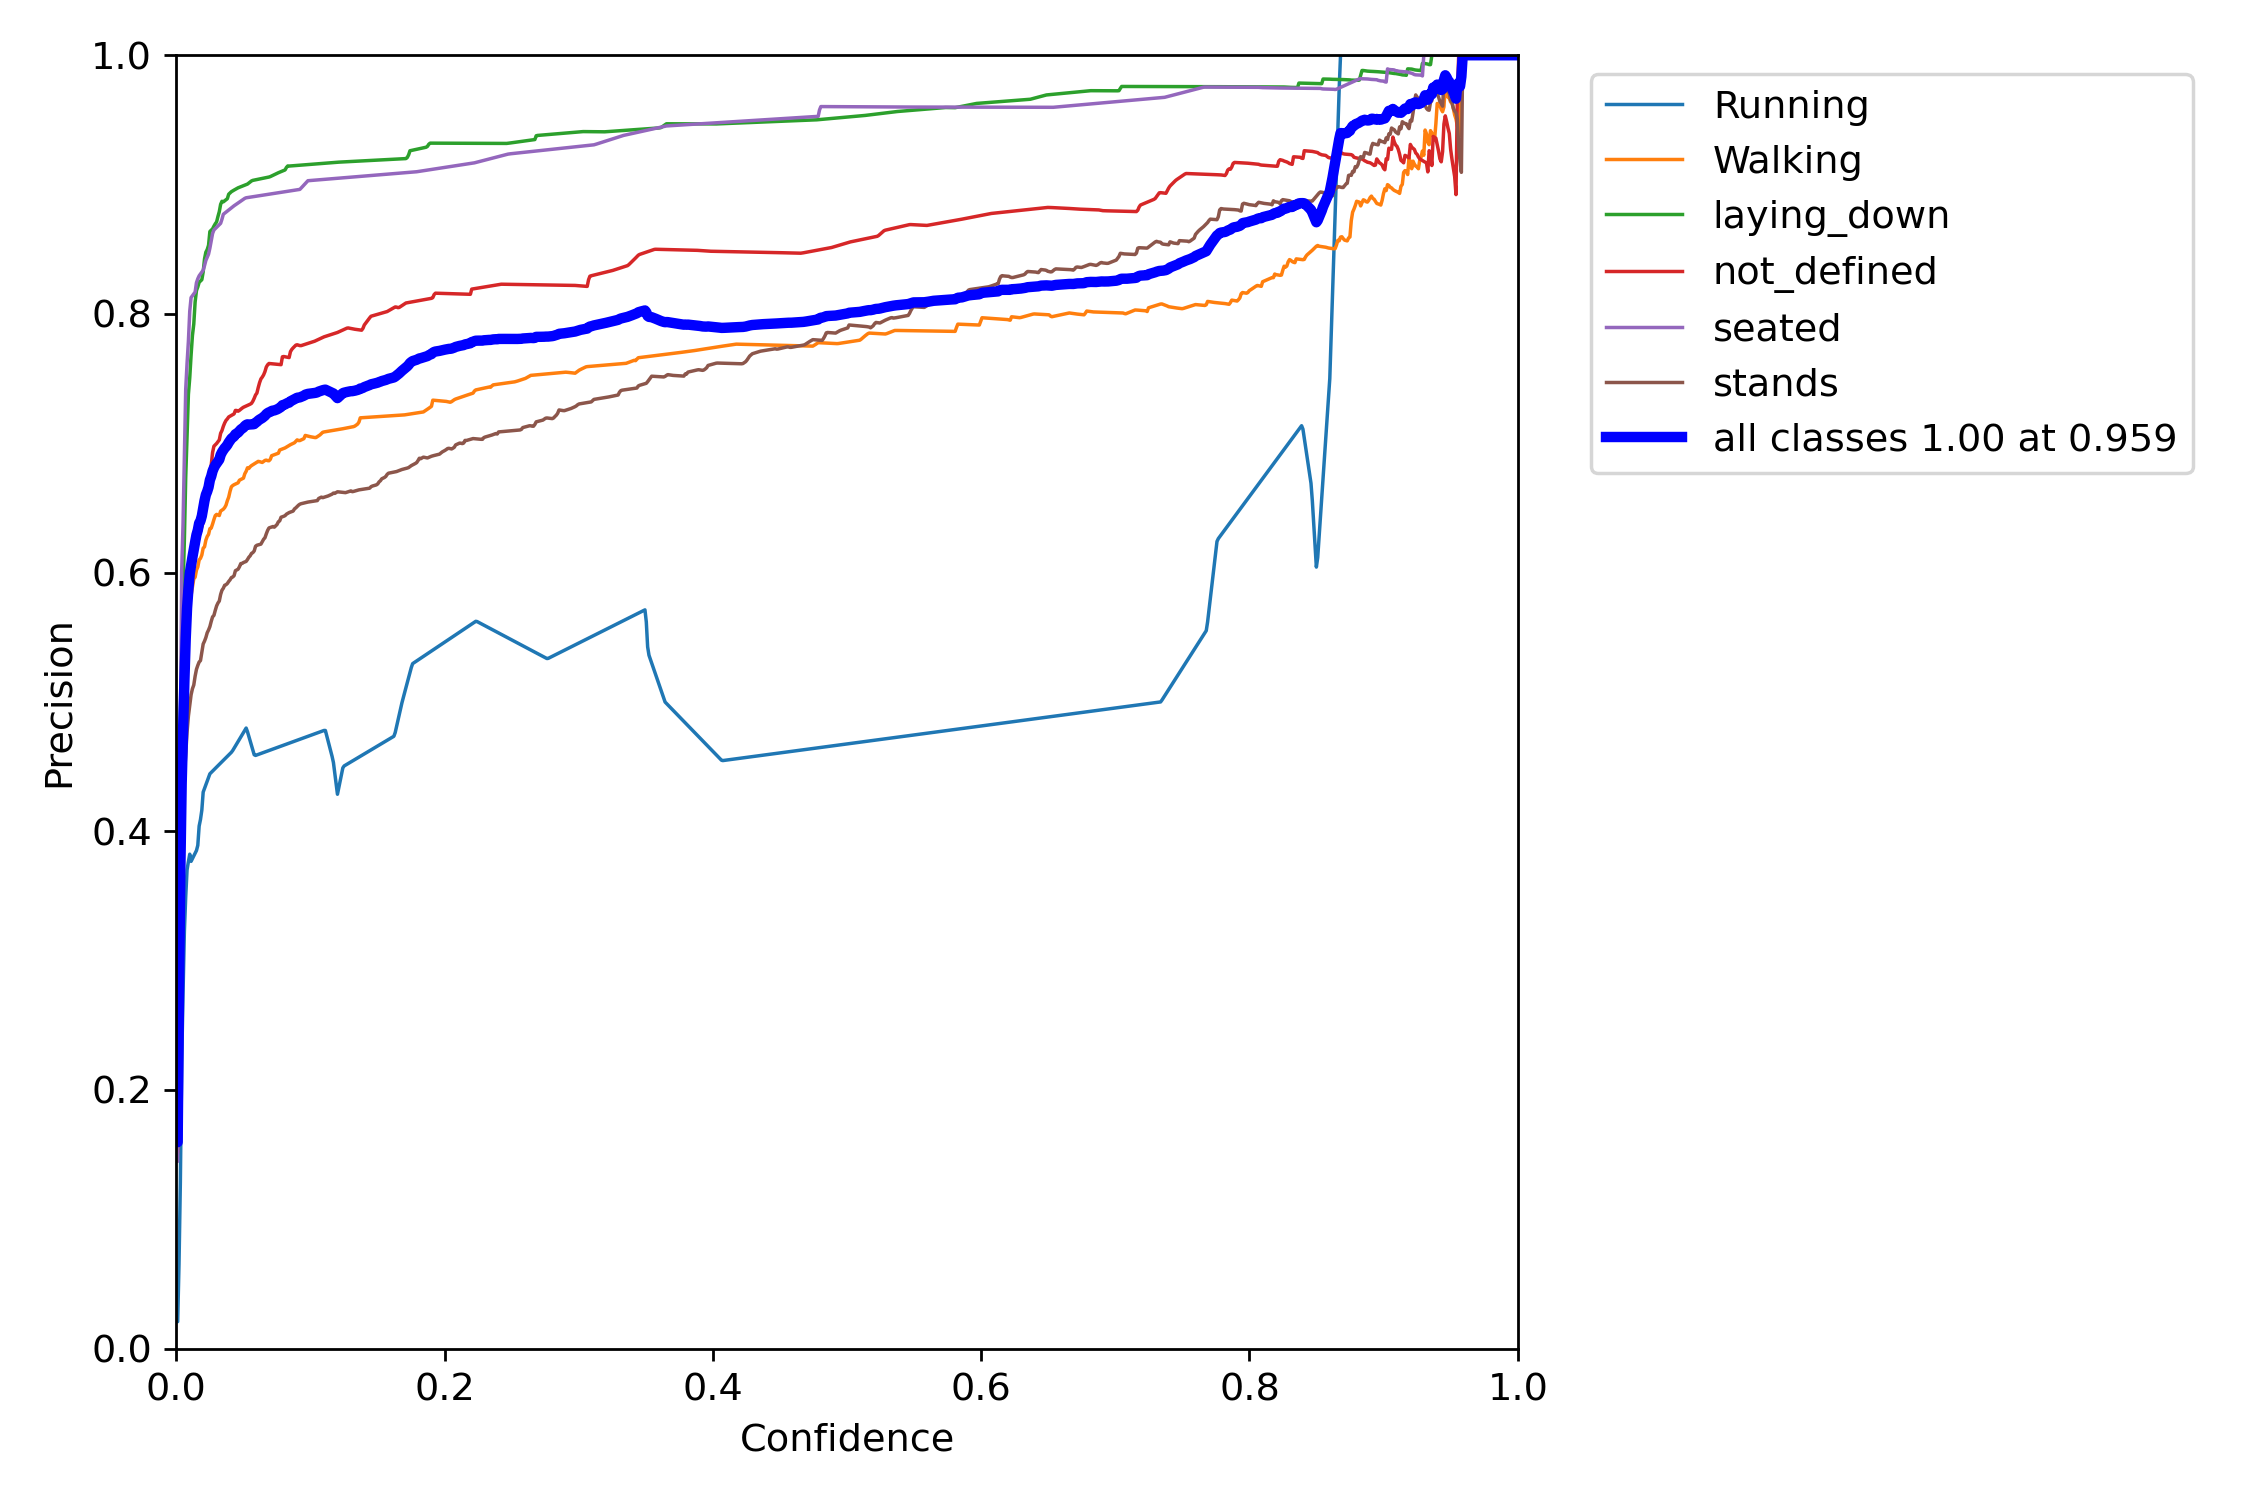 1.0
0.8
0.6
0.4
0.2
0.0
0.0 0.2 0.4 0.6 0.8 1.0
Precision
Confidence
Running
Walking
laying_down
not_defined
seated
stands
all classes 1.00 at 0.959